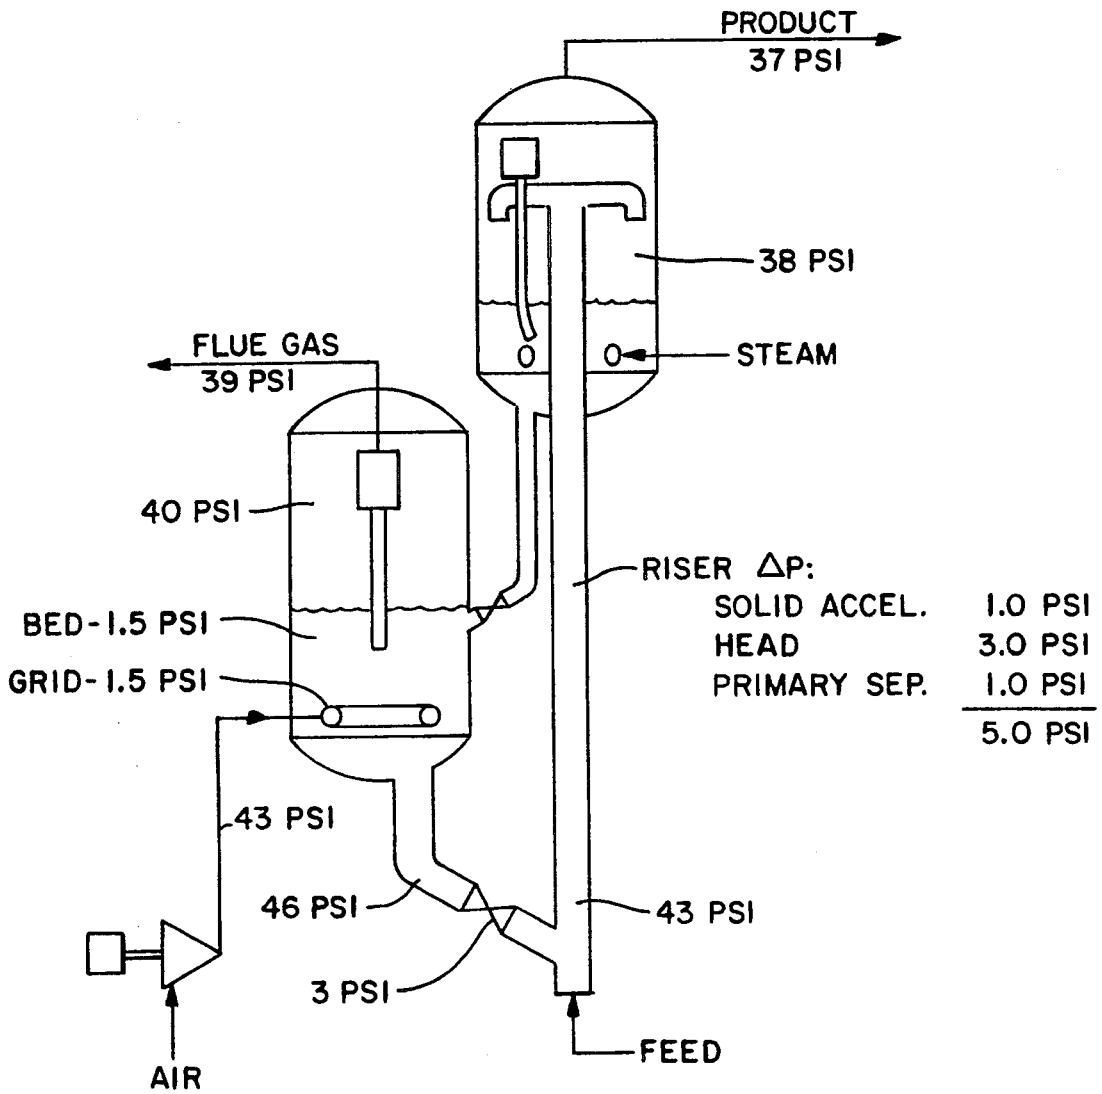 PRODUCT
37 PSI
38 PSI
STEAM
FLUE GAS
39 PSI
40 PSI
BED-1.5 PSI
GRID-1.5 PSI
RISER ΔP:
SOLID ACCEL. 1.0 PSI
HEAD 3.0 PSI
PRIMARY SEP. 1.0 PSI
5.0 PSI
43 PSI
46 PSI
43 PSI
3 PSI
FEED
AIR